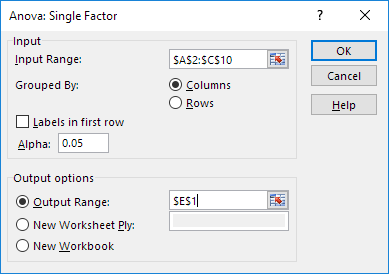 Anova: Single Factor
? ×
Input
Input Range:
$A$2:$C$10
Grouped By:
Columns
Rows
Labels in first row
Alpha:
0.05
Output options
Output Range:
$E$1
New Worksheet Ply:
New Workbook
OK
Cancel
Help